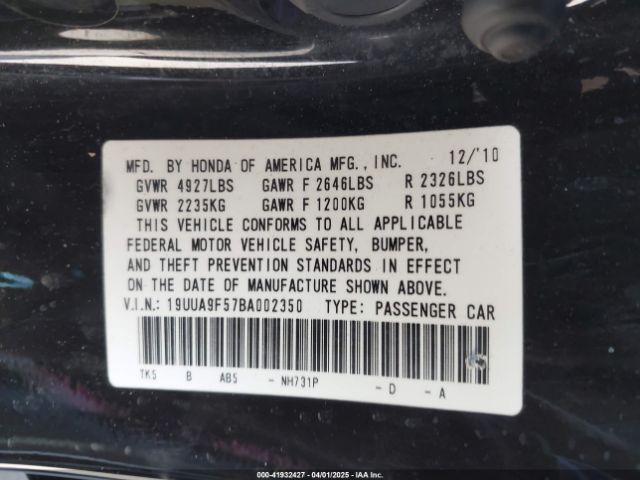 MFD. BY HONDA OF AMERICA MFG., INC. 12/'10
GVWR 4927LBS GAWR F 2646LBS R 2326LBS
GVWR 2235KG GAWR F 1200KG R 1055KG
THIS VEHICLE CONFORMS TO ALL APPLICABLE
FEDERAL MOTOR VEHICLE SAFETY, BUMPER,
AND THEFT PREVENTION STANDARDS IN EFFECT
ON THE DATE OF MANUFACTURE SHOWN ABOVE.
V.I.N.: 19UUA9F57BA002350 TYPE: PASSENGER CAR
TK5 B AB5 - NH731P - D - A
000-41932427 - 04/01/2025 - IAA Inc.